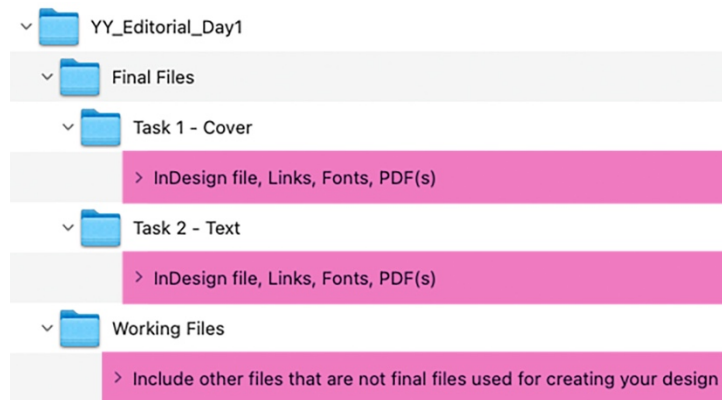 YY_Editorial_Day1
Final Files
Task 1 - Cover
InDesign file, Links, Fonts, PDF(s)
Task 2 - Text
InDesign file, Links, Fonts, PDF(s)
Working Files
Include other files that are not final files used for creating your design